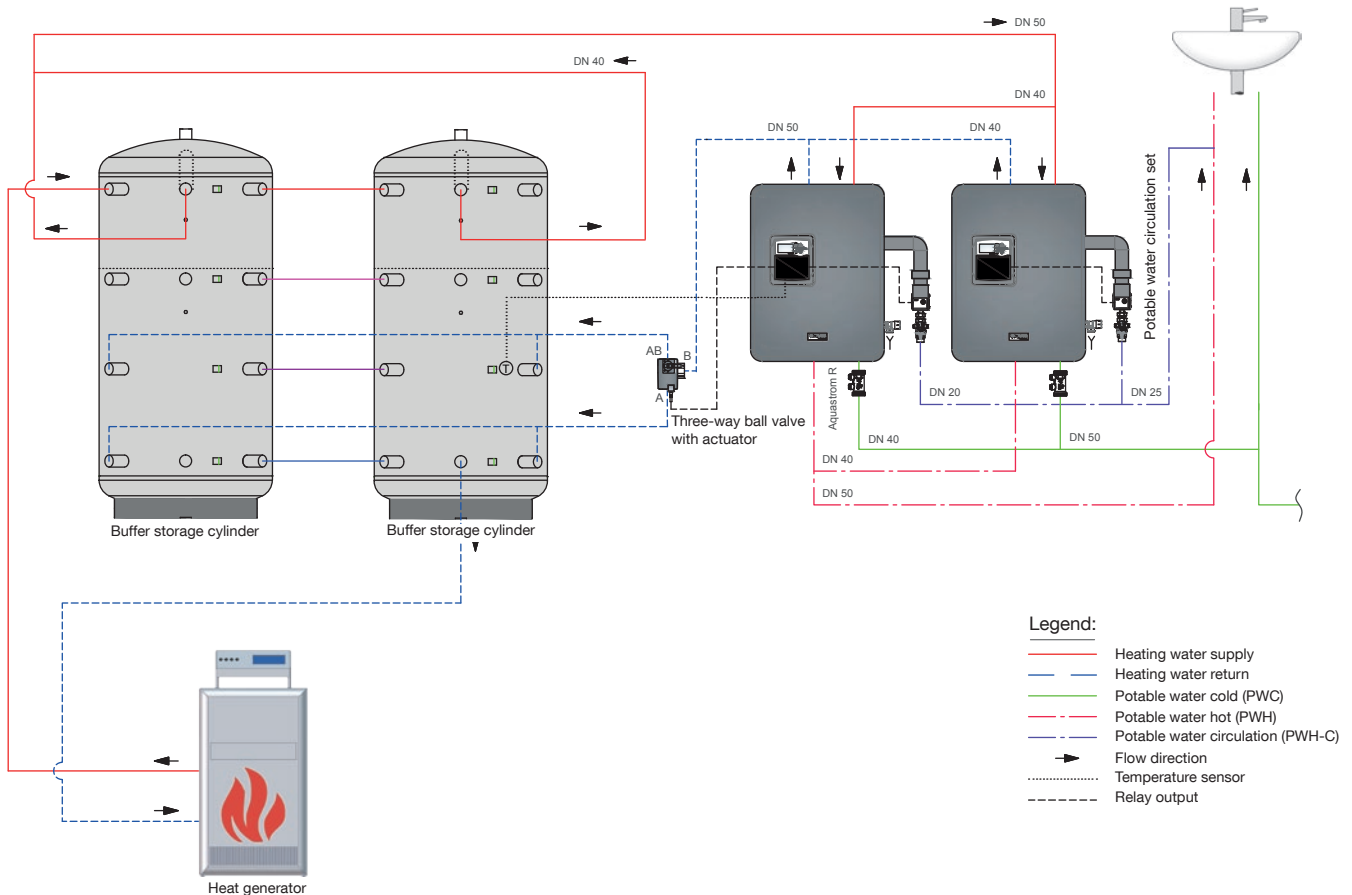 DN 50
DN 40
DN 40
DN 50
DN 40
Potable water circulation set
AB
B
A
T
Three-way ball valve
with actuator
Aquastrom R
DN 20
DN 25
DN 40
DN 50
DN 40
DN 50
Buffer storage cylinder
Buffer storage cylinder
Heat generator
Legend:
Heating water supply
Heating water return
Potable water cold (PWC)
Potable water hot (PWH)
Potable water circulation (PWH-C)
Flow direction
Temperature sensor
Relay output